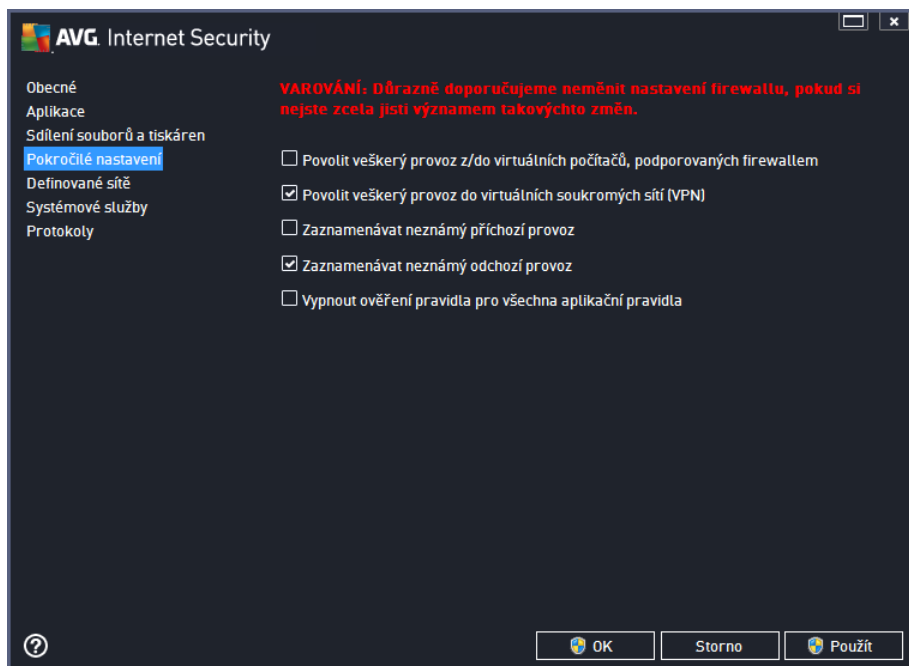 AVG. Internet Security
Obecné
Aplikace
Sdílení souborů a tiskáren
Pokročilé nastavení
Definované sítě
Systémové služby
Protokoly
VAROVÁNÍ: Důrazně doporučujeme neměnit nastavení firewallu, pokud si
nejste zcela jisti významem takovýchto změn.
Povolit veškerý provoz z/do virtuálních počítačů, podporovaných firewallem
Povolit veškerý provoz do virtuálních soukromých sítí (VPN)
Zaznamenávat neznámý příchozí provoz
Zaznamenávat neznámý odchozí provoz
Vypnout ověření pravidla pro všechna aplikační pravidla
OK
Storno
Použít